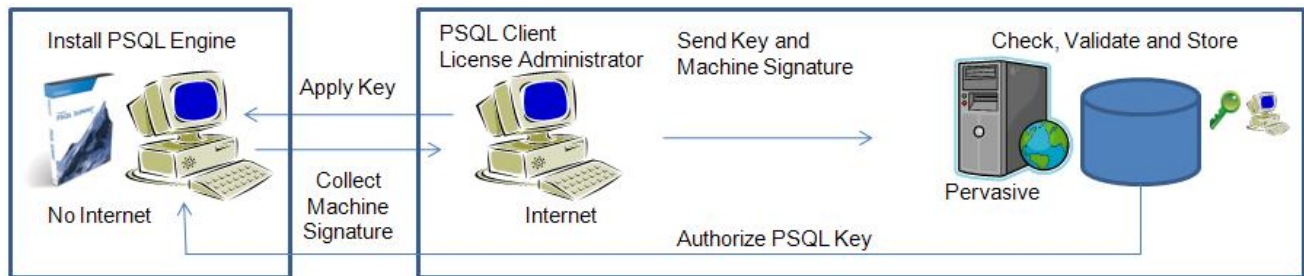 Install PSQL Engine
No Internet
Apply Key
Collect
Machine
Signature
PSQL Client
License Administrator
Internet
Send Key and
Machine Signature
Check, Validate and Store
Pervasive
Authorize PSQL Key